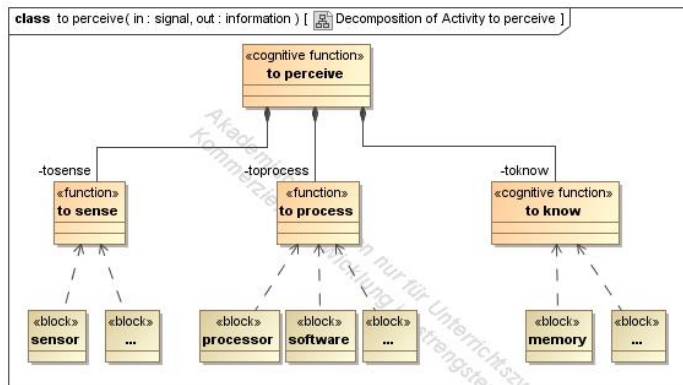 class to perceive( in : signal, out : information ) [ Decomposition of Activity to perceive ]
«cognitive function»
to perceive
-tosense
-toprocess
-toknow
«function»
to sense
«function»
to process
«cognitive function»
to know
«block»
sensor
«block»
...
«block»
processor
«block»
software
«block»
...
«block»
memory
«block»
...
nur für